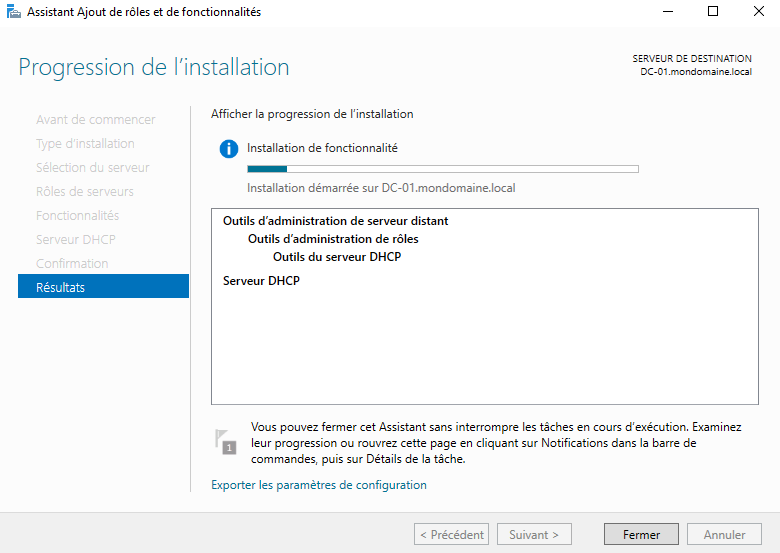 Assistant Ajout de rôles et de fonctionnalités
Progression de l’installation
SERVEUR DE DESTINATION
DC-01.mondomaine.local
Avant de commencer
Type d'installation
Sélection du serveur
Rôles de serveurs
Fonctionnalités
Serveur DHCP
Confirmation
Résultats
Afficher la progression de l’installation
Installation de fonctionnalité
Installation démarrée sur DC-01.mondomaine.local
Outils d’administration de serveur distant
Outils d’administration de rôles
Outils du serveur DHCP
Serveur DHCP
1
Vous pouvez fermer cet Assistant sans interrompre les tâches en cours d’exécution. Examinez
leur progression ou rouvrez cette page en cliquant sur Notifications dans la barre de
commandes, puis sur Détails de la tâche.
Exporter les paramètres de configuration
< Précédent
Suivant >
Fermer
Annuler